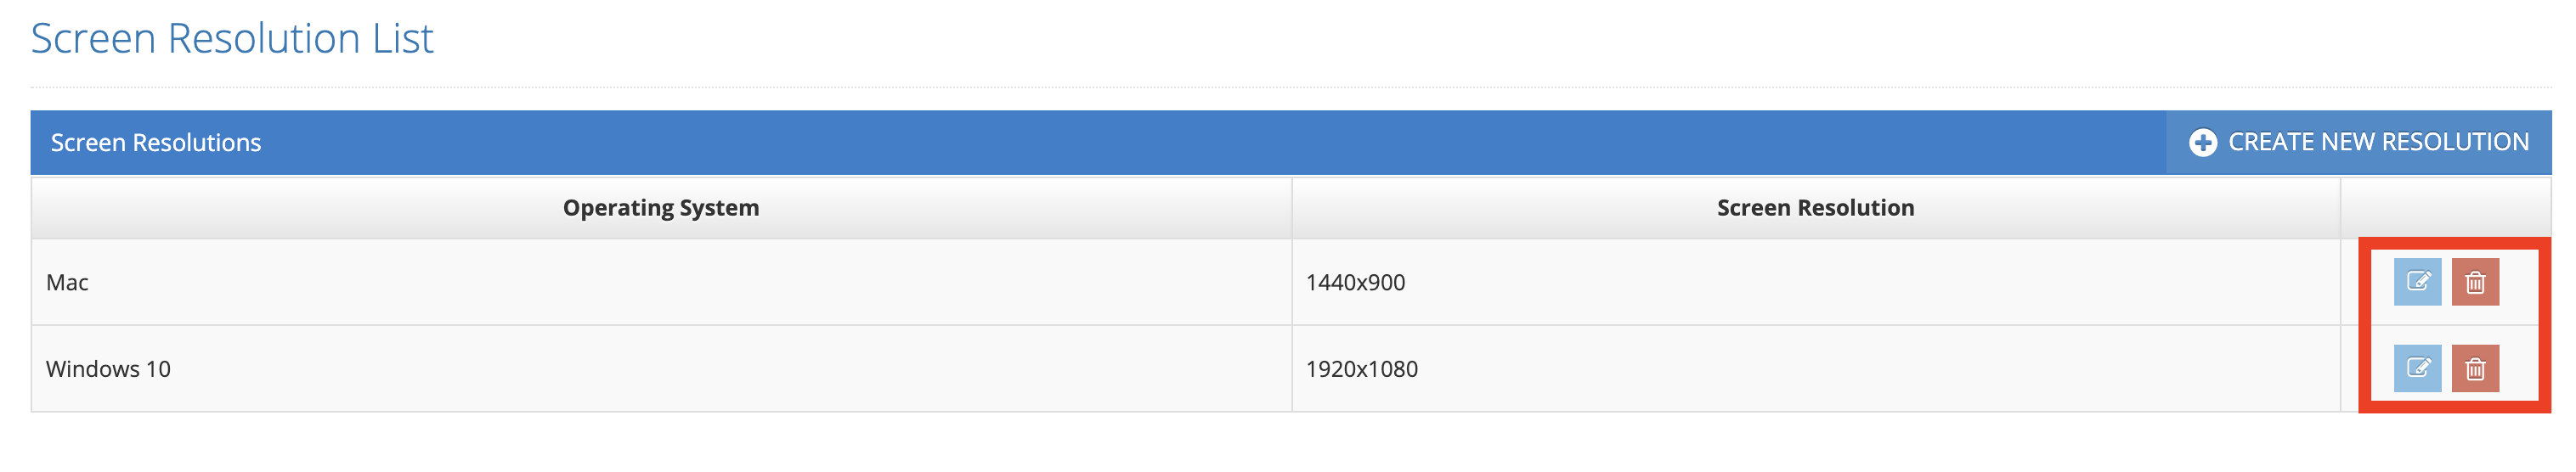 Screen Resolution List
Screen Resolutions
CREATE NEW RESOLUTION
Operating System
Screen Resolution
Mac
1440x900
Windows 10
1920x1080